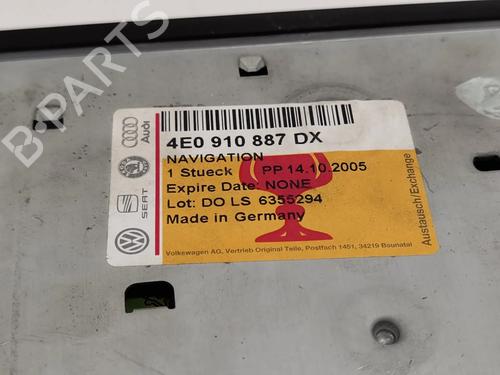 4E0 910 887 DX
NAVIGATION
1 Stueck PP 14.10.2005
Expire Date: NONE
Lot: DO LS 6355294
Made in Germany
Volkswagen AG, Vertrieb Original Teile, Postfach 1451, 34219 Baunatal
Austausch/Exchange
Audi
SEAT